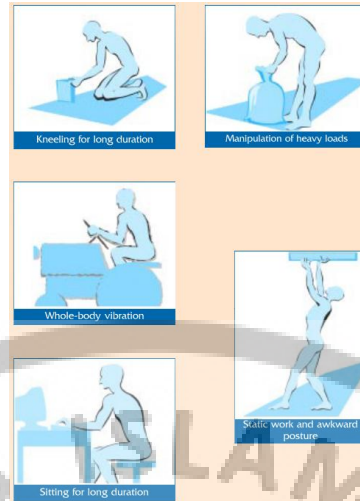 Kneeling for long duration
Manipulation of heavy loads
Whole-body vibration
Static work and awkward
posture
Sitting for long duration
ISLAM